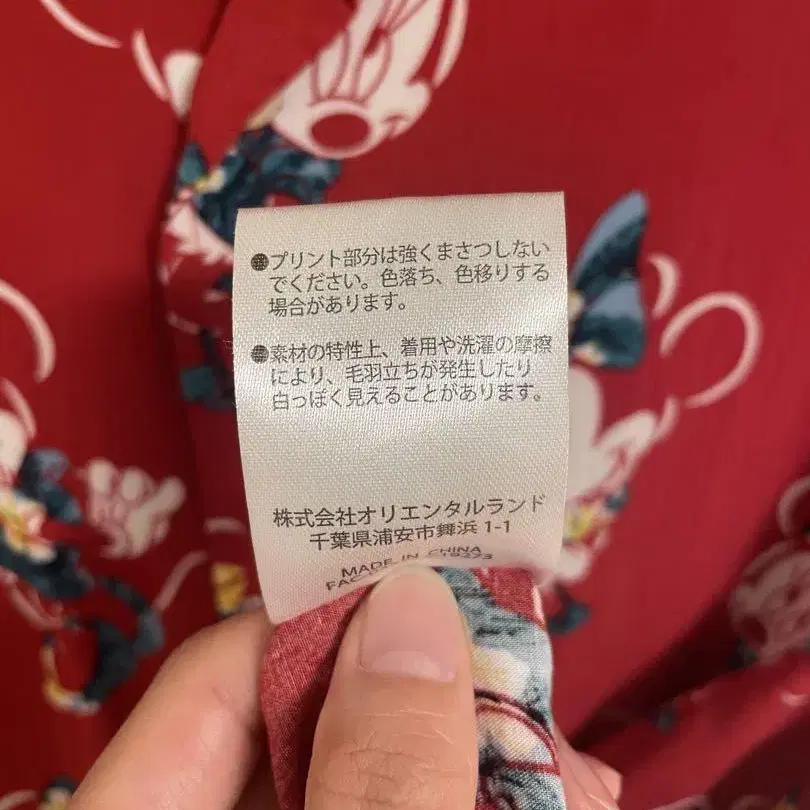 ●プリント部分は強くまさつしない
でください。色落ち、色移りする
場合があります。
●素材の特性上、着用や洗濯の摩擦
により、毛羽立ちが発生したり
白っぽく見えることがあります。
株式会社オリエンタルランド
千葉県浦安市舞浜 1-1
MADE IN CHINA